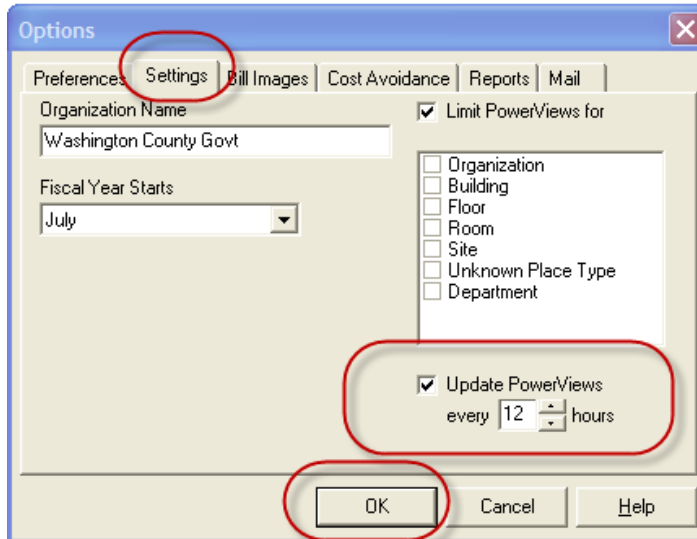 Options
Preferences Settings Bill Images Cost Avoidance Reports Mail
Organization Name
Washington County Govt
Fiscal Year Starts
July
Limit PowerViews for
Organization
Building
Floor
Room
Site
Unknown Place Type
Department
Update PowerViews
every 12 hours
OK Cancel Help